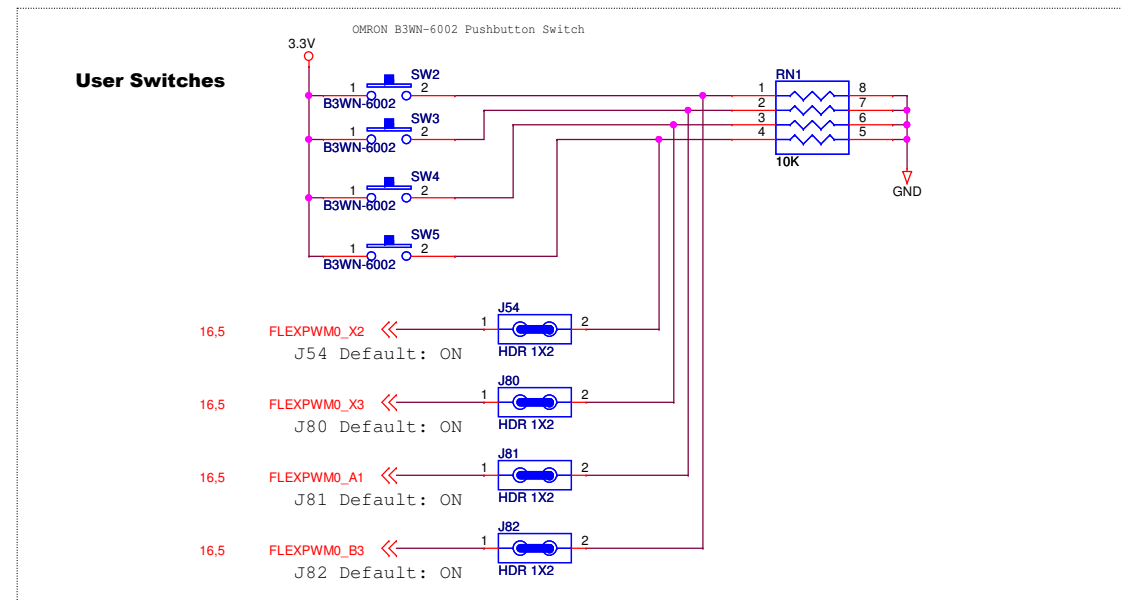 OMRON B3WN-6002 Pushbutton Switch
3.3V
User Switches
SW2
1 2
B3WN-6002
SW3
1 2
B3WN-6002
SW4
1 2
B3WN-6002
SW5
1 2
B3WN-6002
RN1
1 8
2 7
3 6
4 5
10K
GND
J54
16,5 FLEXPWM0_X2 1 2
J54 Default: ON HDR 1X2
J80
16,5 FLEXPWM0_X3 1 2
J80 Default: ON HDR 1X2
J81
16,5 FLEXPWM0_A1 1 2
J81 Default: ON HDR 1X2
J82
16,5 FLEXPWM0_B3 1 2
J82 Default: ON HDR 1X2